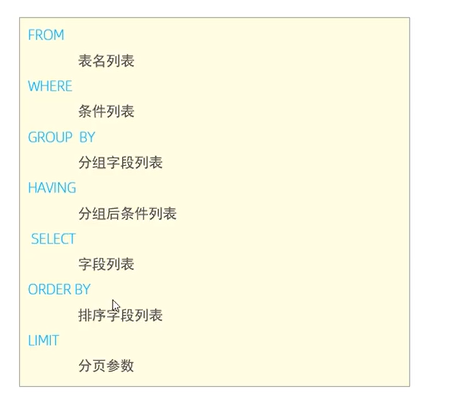 FROM
表名列表
WHERE
条件列表
GROUP BY
分组字段列表
HAVING
分组后条件列表
SELECT
字段列表
ORDER BY
排序字段列表
LIMIT
分页参数